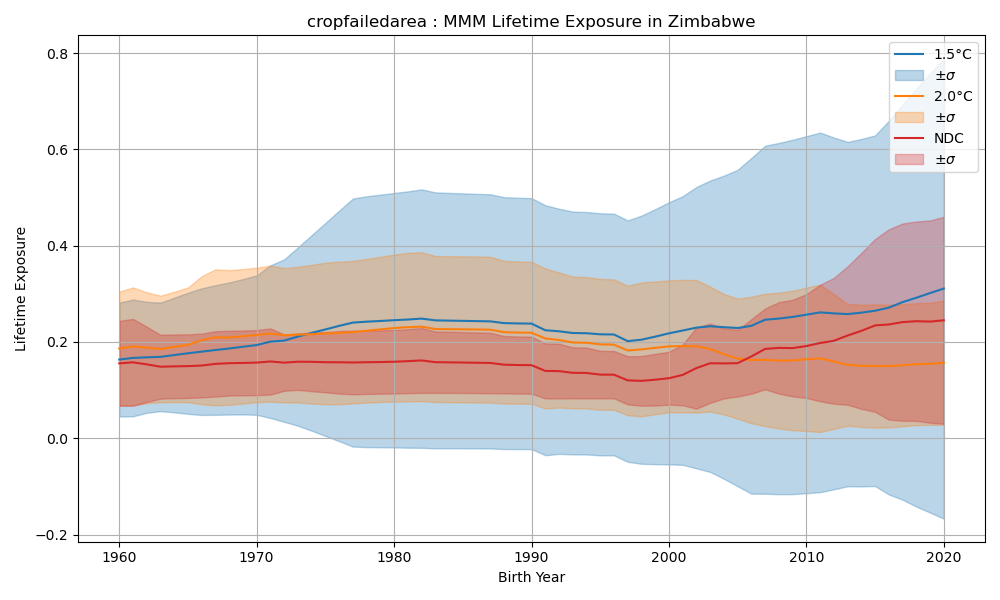 cropfailedarea : MMM Lifetime Exposure in Zimbabwe
0.8
0.6
0.4
0.2
0.0
−0.2
Lifetime Exposure
1960
1970
1980
1990
2000
2010
2020
Birth Year
1.5°C
±σ
2.0°C
±σ
NDC
±σ